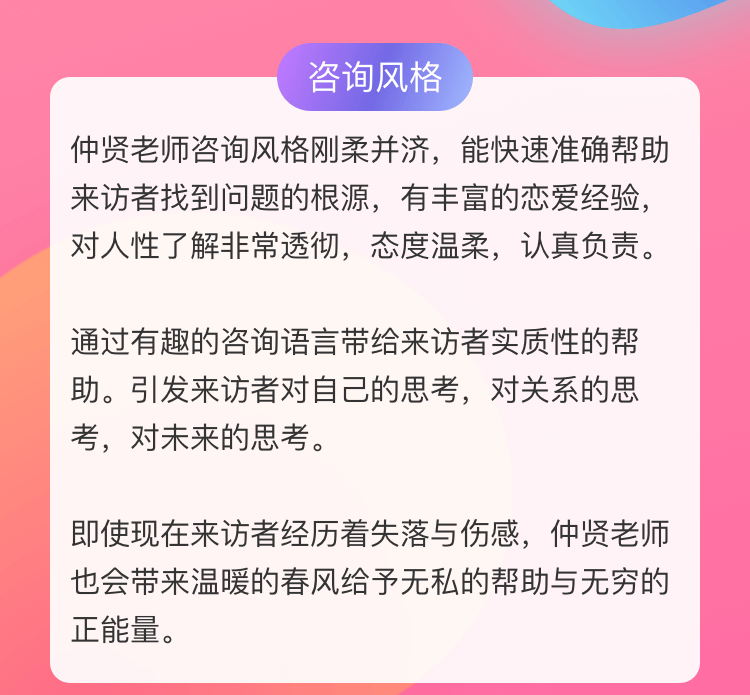 咨询风格
仲贤老师咨询风格刚柔并济，能快速准确帮助
来访者找到问题的根源，有丰富的恋爱经验，
对人性了解非常透彻，态度温柔，认真负责。
通过有趣的咨询语言带给来访者实质性的帮
助。引发来访者对自己的思考，对关系的思
考，对未来的思考。
即使现在来访者经历着失落与伤感，仲贤老师
也会带来温暖的春风给予无私的帮助与无穷的
正能量。